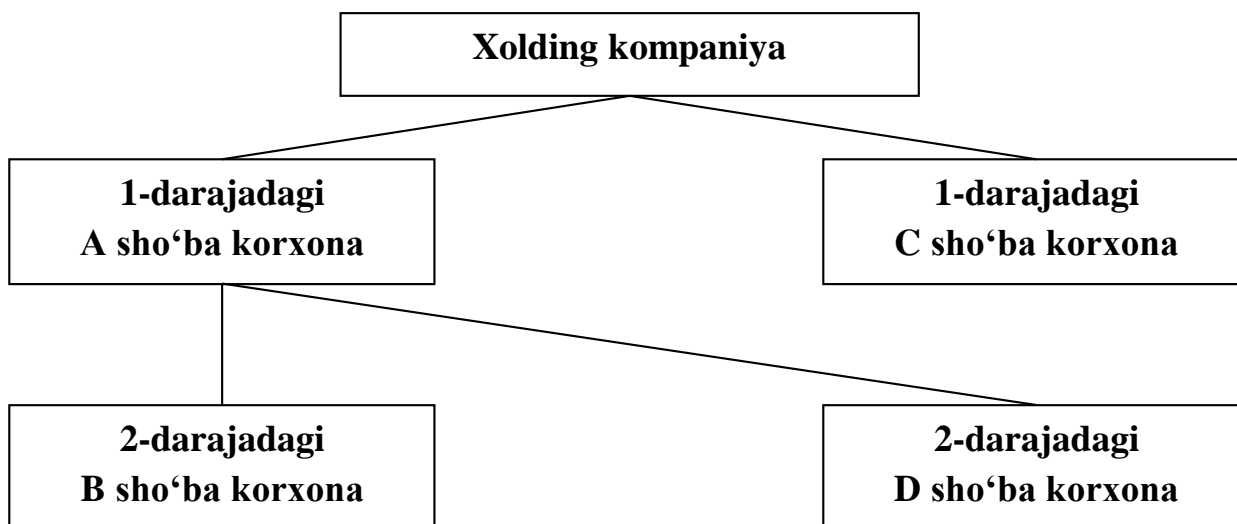 Xolding kompaniya
1-darajadagi
A sho‘ba korxona
1-darajadagi
C sho‘ba korxona
2-darajadagi
B sho‘ba korxona
2-darajadagi
D sho‘ba korxona